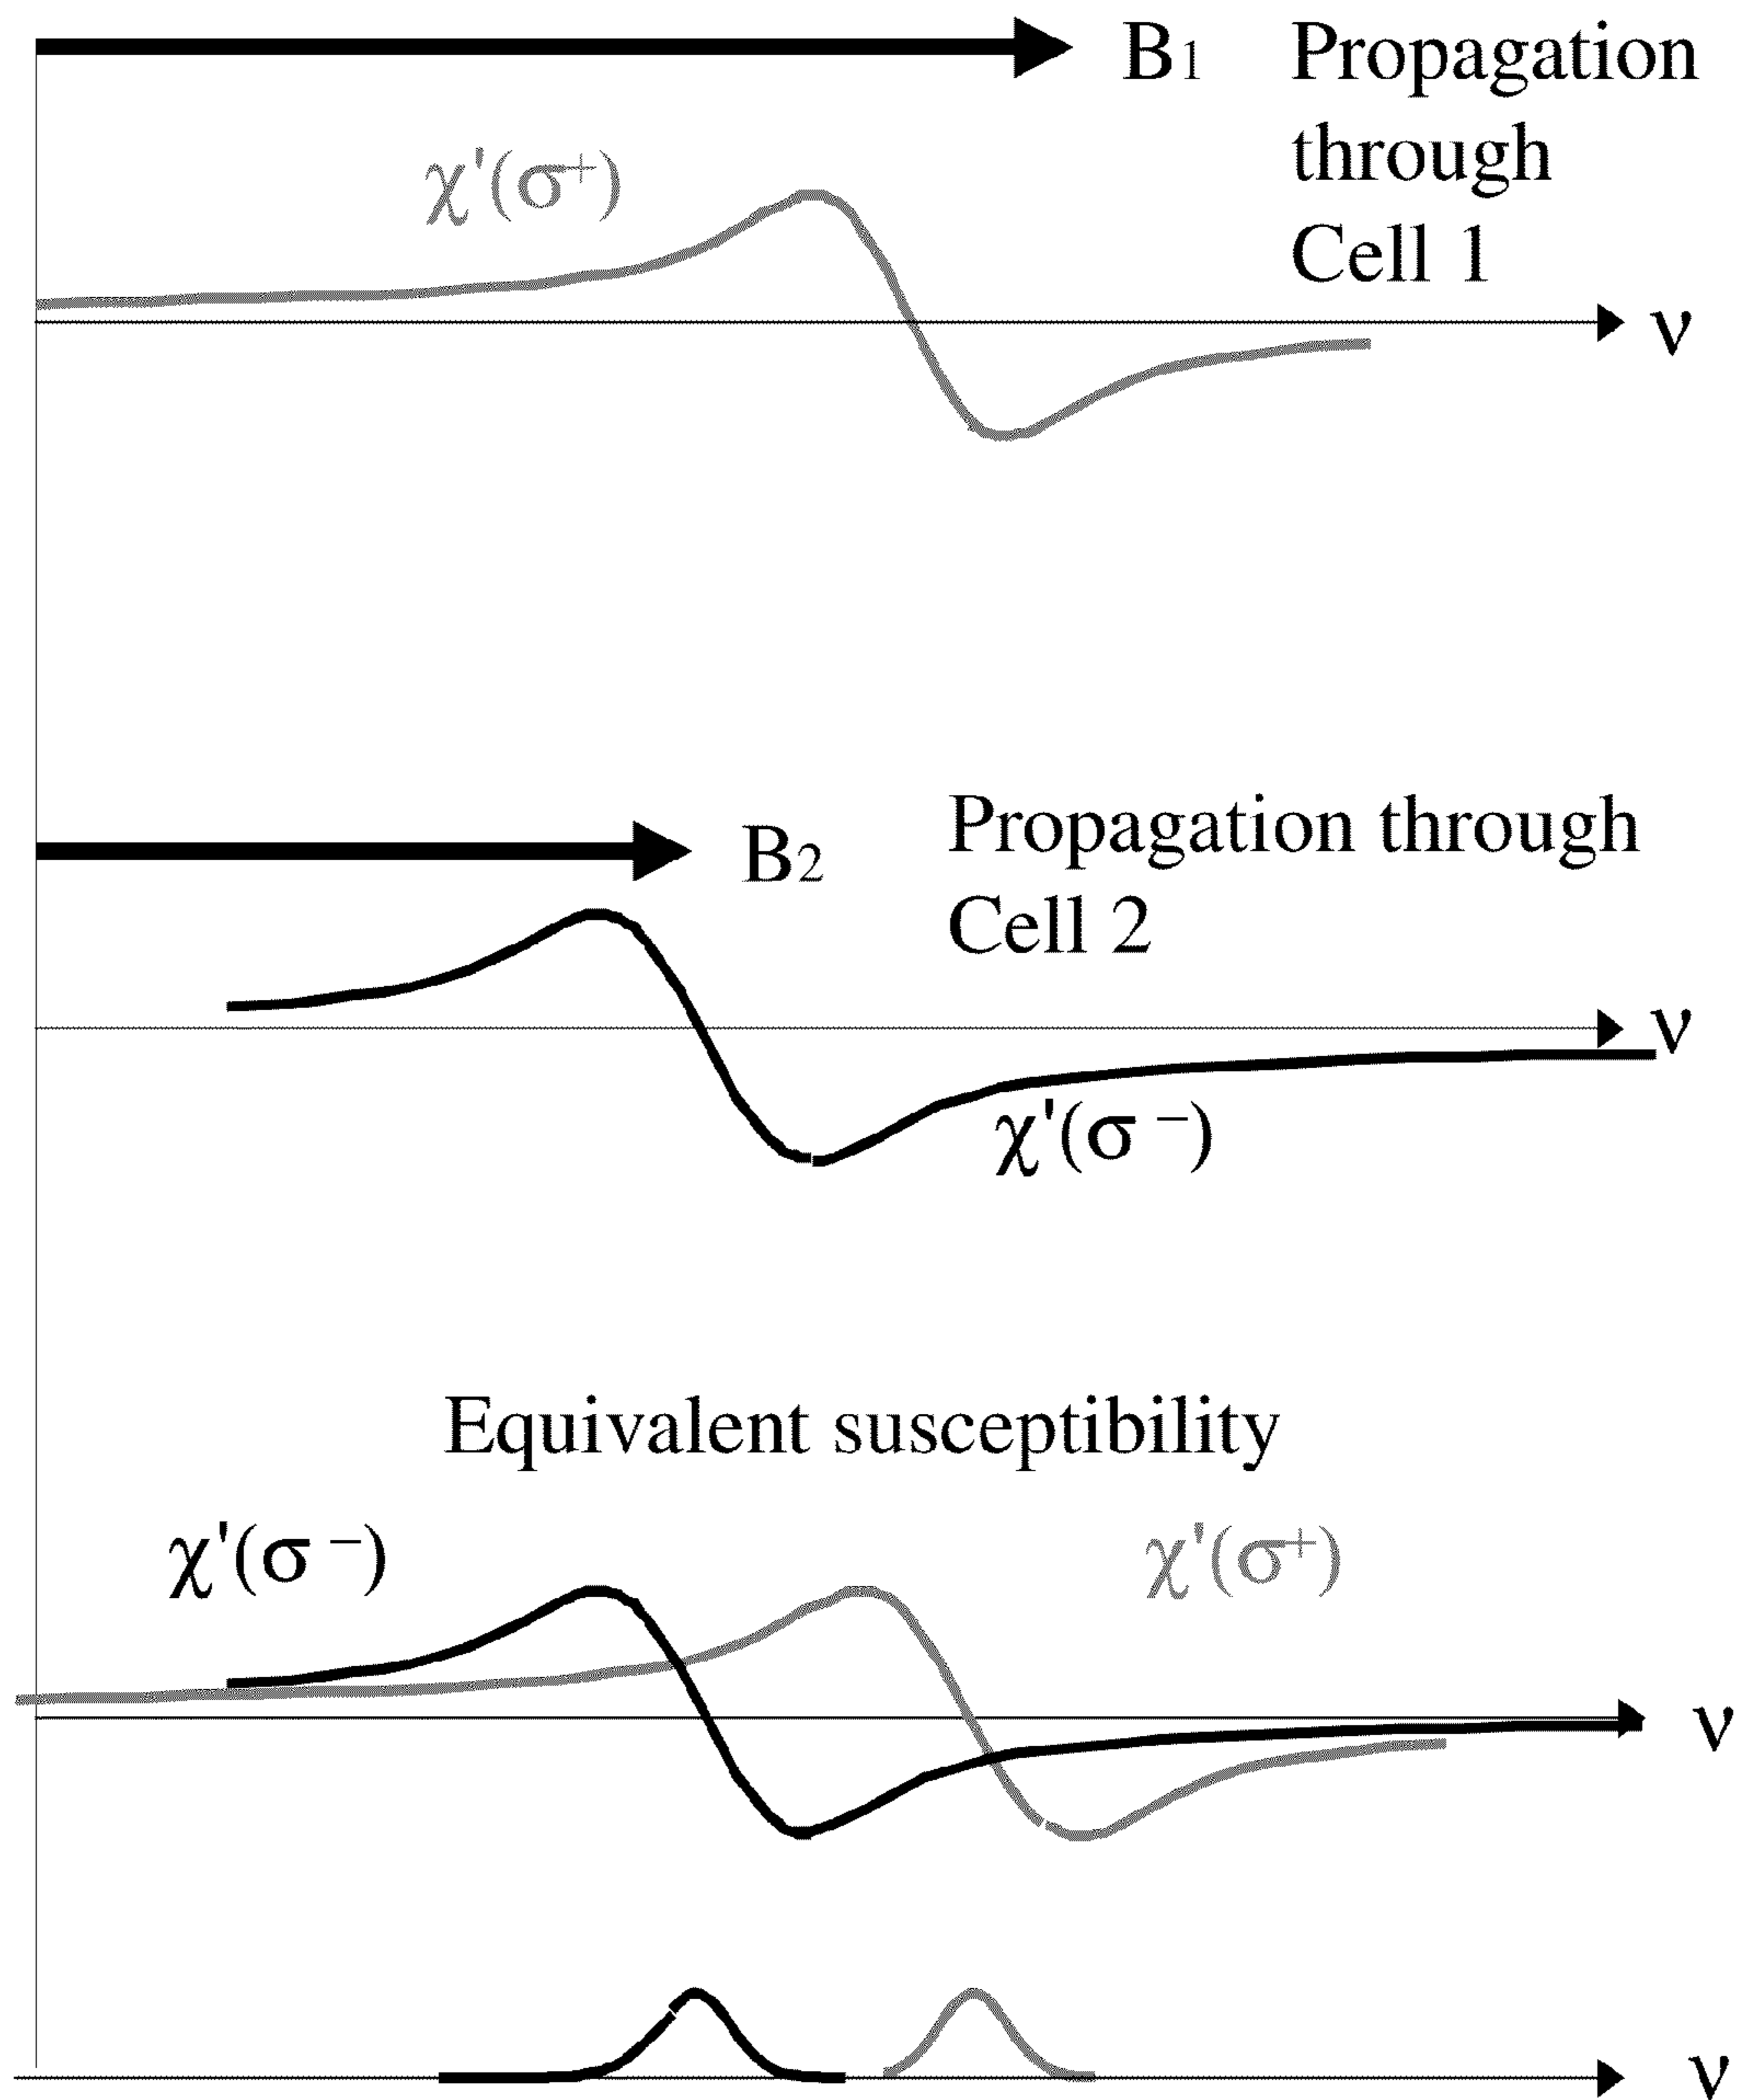 B₁ Propagation
through
Cell 1
χ'(σ⁺)
ν
B₂ Propagation through
Cell 2
ν
χ'(σ ⁻)
Equivalent susceptibility
χ'(σ ⁻) χ'(σ⁺)
ν
ν